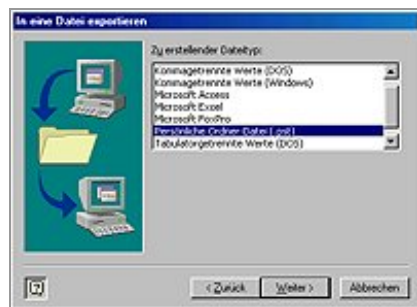 In eine Datei exportieren
Zu erstellender Dateityp:
Kommagetrennte Werte (DOS)
Kommagetrennte Werte (Windows)
Microsoft Access
Microsoft Excel
Microsoft FoxPro
Persönliche Ordner-Datei (.pst)
Tabulatorgetrennte Werte (DOS)
?
< Zurück
Weiter >
Abbrechen